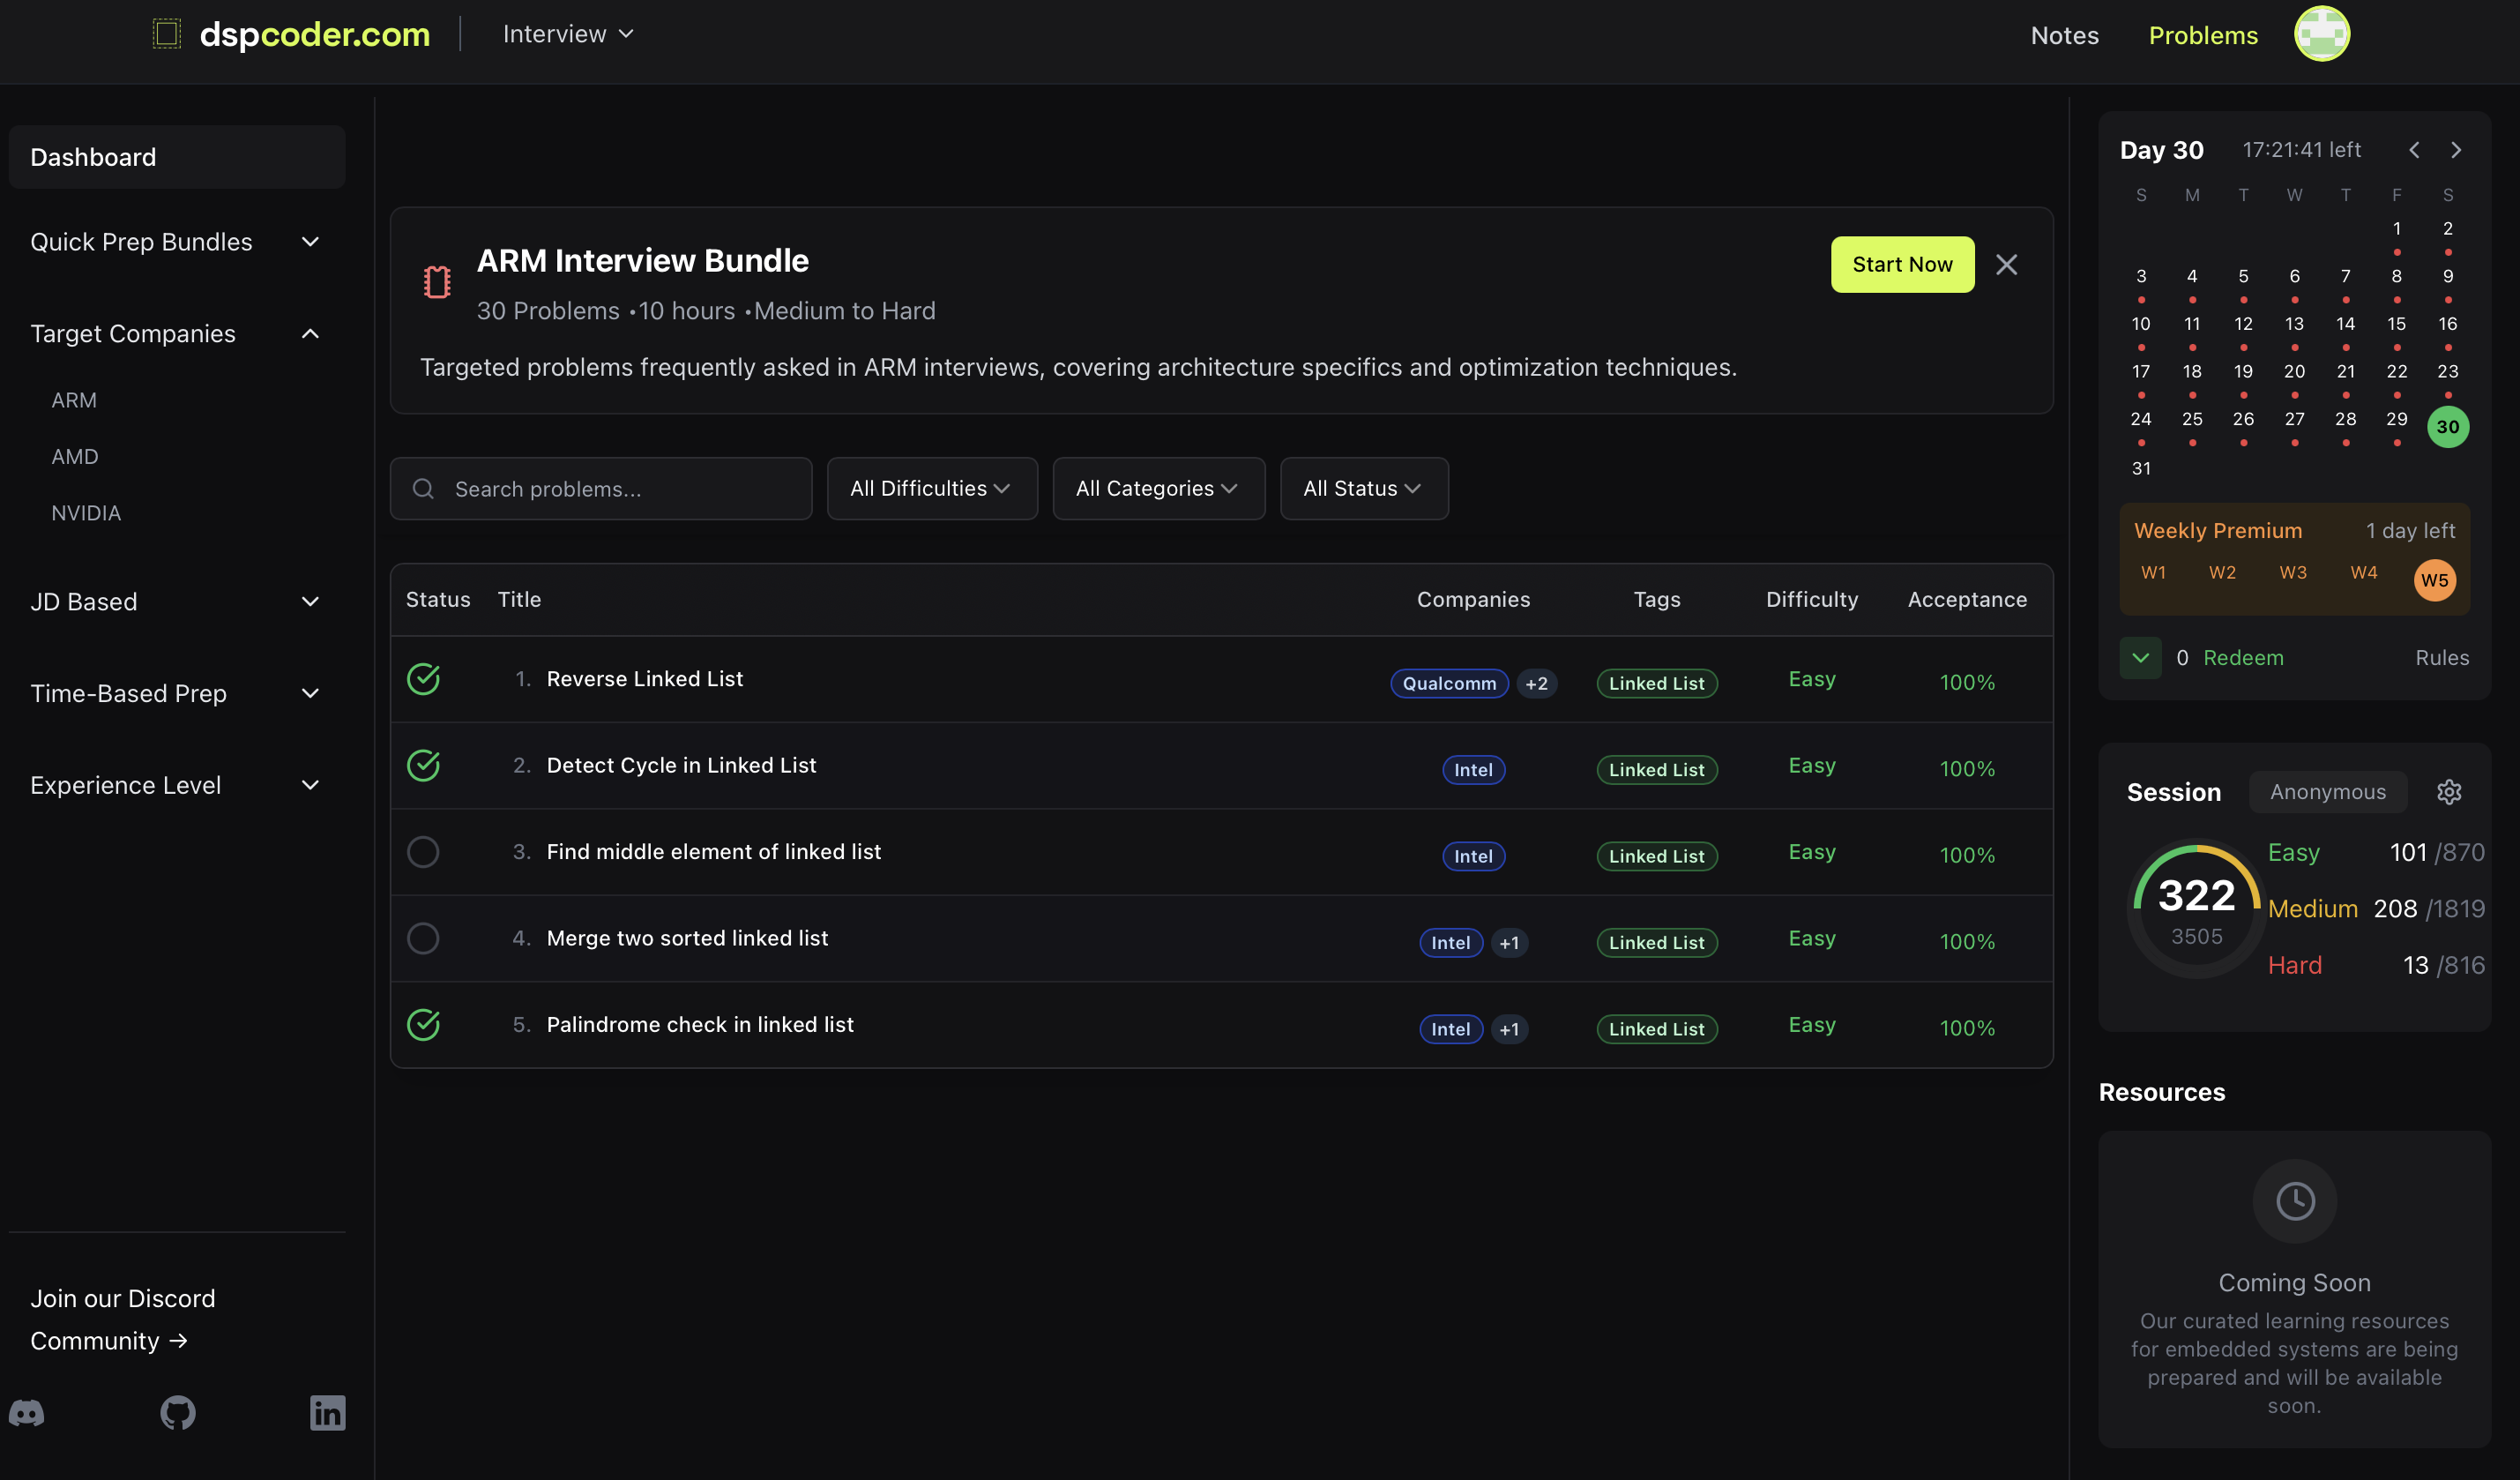 dspcoder.com
Interview
Notes
Problems
Dashboard
Quick Prep Bundles
Target Companies
ARM
AMD
NVIDIA
JD Based
Time-Based Prep
Experience Level
Join our Discord
Community →
ARM Interview Bundle
30 Problems •10 hours •Medium to Hard
Start Now
Targeted problems frequently asked in ARM interviews, covering architecture specifics and optimization techniques.
Search problems...
All Difficulties
All Categories
All Status
Status Title Companies Tags Difficulty Acceptance
1. Reverse Linked List Qualcomm +2 Linked List Easy 100%
2. Detect Cycle in Linked List Intel Linked List Easy 100%
3. Find middle element of linked list Intel Linked List Easy 100%
4. Merge two sorted linked list Intel +1 Linked List Easy 100%
5. Palindrome check in linked list Intel +1 Linked List Easy 100%
Day 30 17:21:41 left
S M T W T F S
1 2
3 4 5 6 7 8 9
10 11 12 13 14 15 16
17 18 19 20 21 22 23
24 25 26 27 28 29 30
31
Weekly Premium 1 day left
W1 W2 W3 W4 W5
0 Redeem Rules
Session Anonymous
322
3505
Easy 101 /870
Medium 208 /1819
Hard 13 /816
Resources
Coming Soon
Our curated learning resources
for embedded systems are being
prepared and will be available
soon.